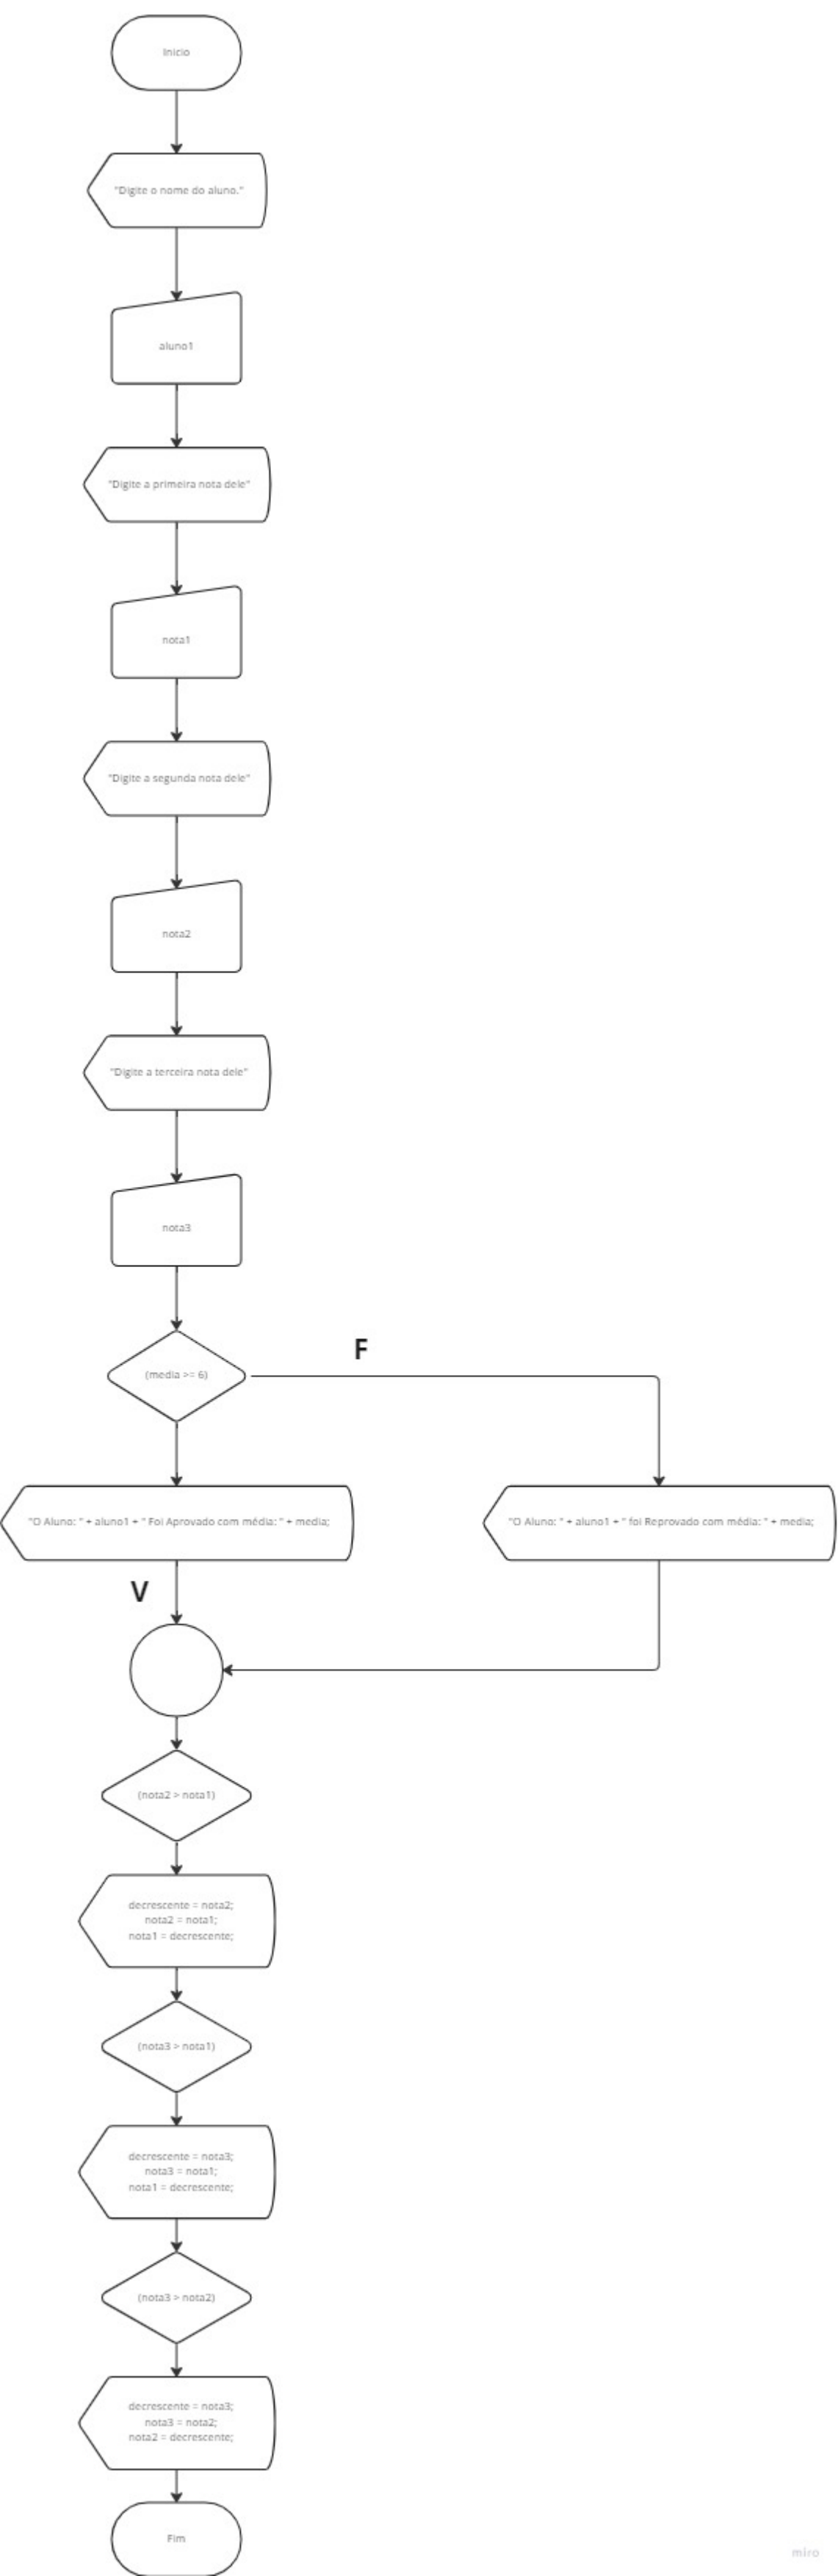 Inicio
"Digite o nome do aluno."
aluno1
"Digite a primeira nota dele"
nota1
"Digite a segunda nota dele"
nota2
"Digite a terceira nota dele"
nota3
F
(media >= 6)
"O Aluno: " + aluno1 + " Foi Aprovado com média: " + media;
"O Aluno: " + aluno1 + " foi Reprovado com média: " + media;
V
(nota2 > nota1)
decrescente = nota2;
nota2 = nota1;
nota1 = decrescente;
(nota3 > nota1)
decrescente = nota3;
nota3 = nota1;
nota1 = decrescente;
(nota3 > nota2)
decrescente = nota3;
nota3 = nota2;
nota2 = decrescente;
Fim
miro